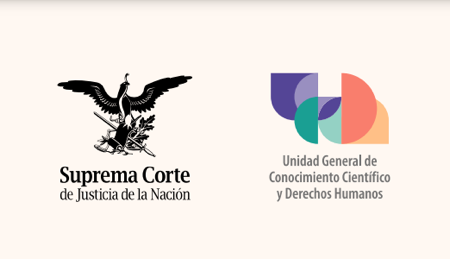 Suprema Corte
de Justicia de la Nación
Unidad General de
Conocimiento Científico
y Derechos Humanos